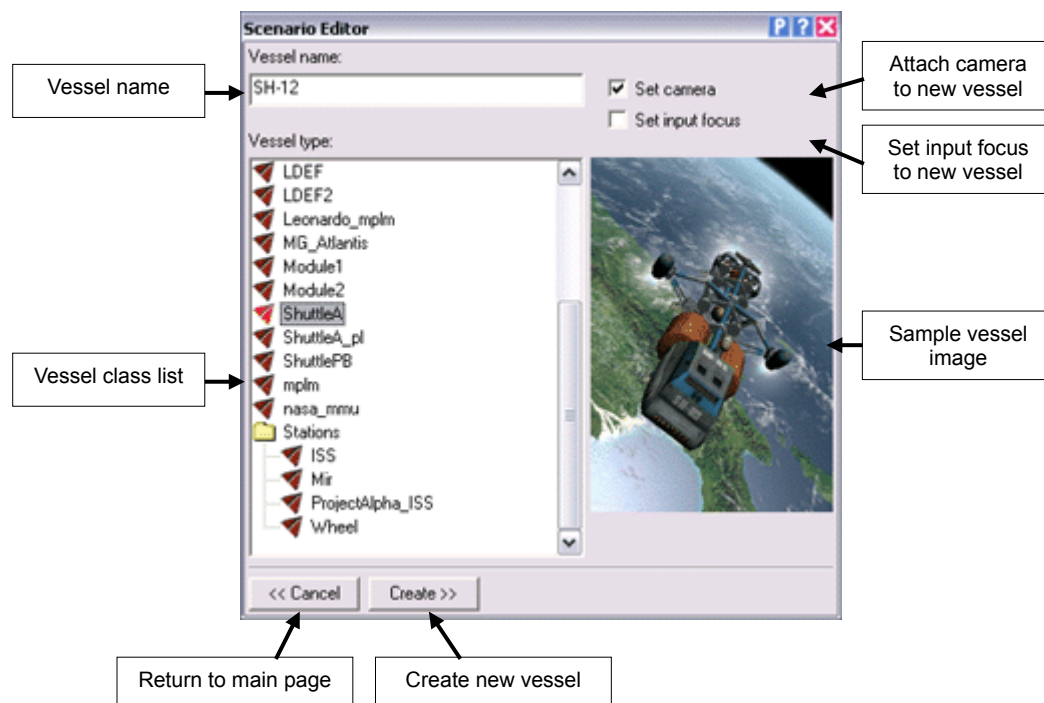 Scenario Editor
P ? X
Vessel name:
SH-12
Set camera
Set input focus
Vessel type:
LDEF
LDEF2
Leonardo_mplm
MG_Atlantis
Module1
Module2
ShuttleA
ShuttleA_pl
ShuttlePB
mplm
nasa_mmu
Stations
ISS
Mir
ProjectAlpha_ISS
Wheel
<< Cancel
Create >>
Vessel name
Vessel class list
Attach camera
to new vessel
Set input focus
to new vessel
Sample vessel
image
Return to main page
Create new vessel